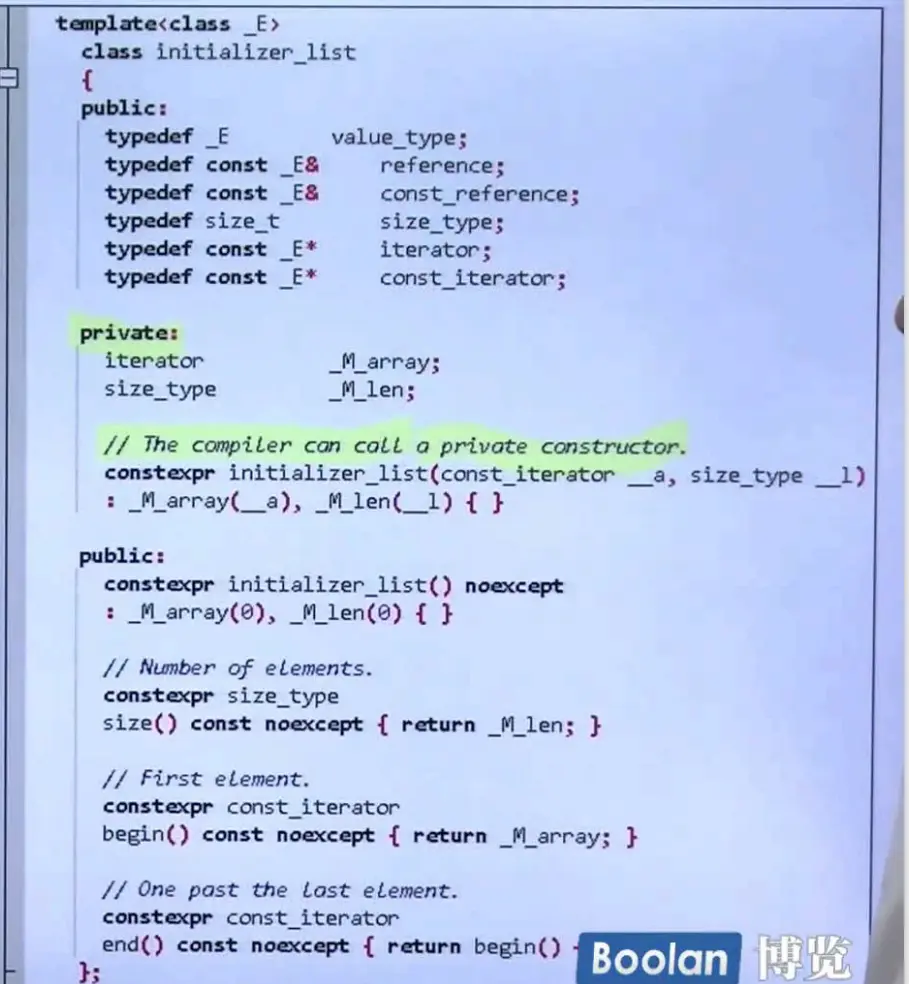 template<class _E>
class initializer_list
{
public:
typedef _E value_type;
typedef const _E& reference;
typedef const _E& const_reference;
typedef size_t size_type;
typedef const _E* iterator;
typedef const _E* const_iterator;
private:
iterator _M_array;
size_type _M_len;
// The compiler can call a private constructor.
constexpr initializer_list(const_iterator __a, size_type __l)
: _M_array(__a), _M_len(__l) { }
public:
constexpr initializer_list() noexcept
: _M_array(0), _M_len(0) { }
// Number of elements.
constexpr size_type
size() const noexcept { return _M_len; }
// First element.
constexpr const_iterator
begin() const noexcept { return _M_array; }
// One past the last element.
constexpr const_iterator
end() const noexcept { return begin()
};
Boolan 博览